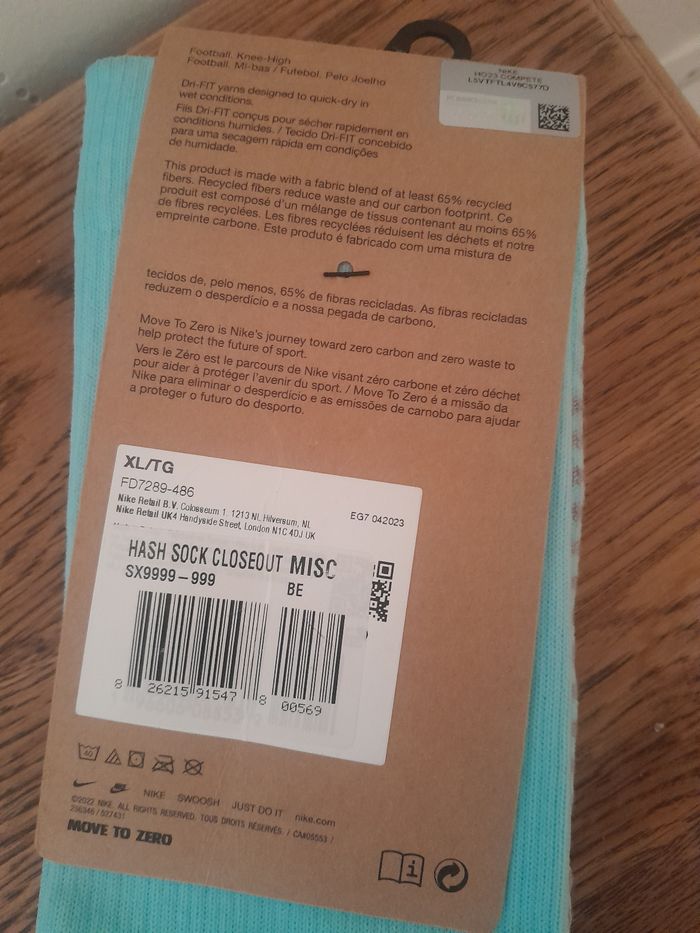 Football. Knee-High
Football. Mi-bas / Futebol. Pelo Joelho
NIKE
HO23 COMPETE
L5VTFTL4V8C577D
Dri-FIT yarns designed to quick-dry in
wet conditions.
Fils Dri-FIT conçus pour sécher rapidement en
conditions humides. / Tecido Dri-FIT concebido
para uma secagem rápida em condições
de humidade.
This product is made with a fabric blend of at least 65% recycled
fibers. Recycled fibers reduce waste and our carbon footprint. Ce
produit est composé d'un mélange de tissus contenant au moins 65%
de fibres recyclées. Les fibres recyclées réduisent les déchets et notre
empreinte carbone. Este produto é fabricado com uma mistura de
tecidos de, pelo menos, 65% de fibras recicladas. As fibras recicladas
reduzem o desperdício e a nossa pegada de carbono.
Move To Zero is Nike's journey toward zero carbon and zero waste to
help protect the future of sport.
Vers le Zéro est le parcours de Nike visant zéro carbone et zéro déchet
pour aider à protéger l'avenir du sport. / Move To Zero é a missão da
Nike para eliminar o desperdício e as emissões de carnobo para ajudar
a proteger o futuro do desporto.
XL/TG
FD7289-486
Nike Retail B.V. Colosseum 1, 1213 NL Hilversum, NL
Nike Retail UK4 Handyside Street, London N1C 4DJ UK
EG7 042023
HASH SOCK CLOSEOUT MISC
SX9999-999 BE
8 26215 91547 8 00569
40
NIKE SWOOSH JUST DO IT nike.com
©2022 NIKE. ALL RIGHTS RESERVED. TOUS DROITS RÉSERVÉS. / CA#05553 /
256346 / 527431
MOVE TO ZERO